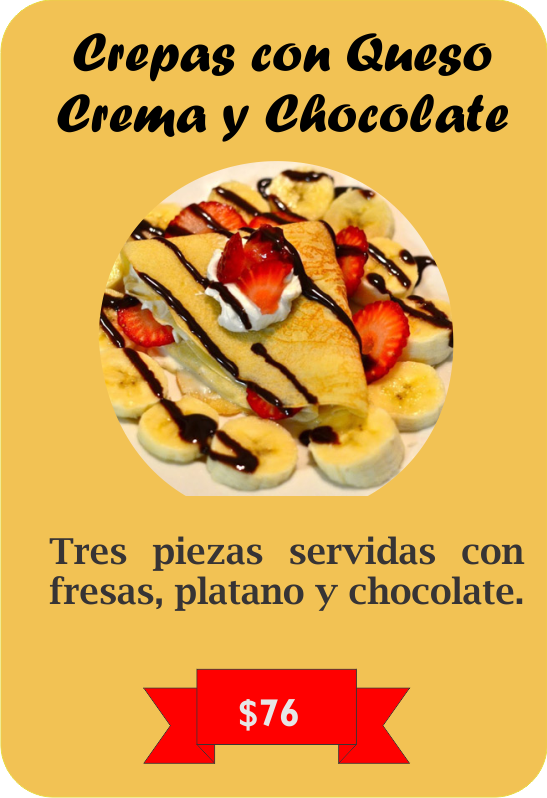 Crepas con Queso
Crema y Chocolate
Tres piezas servidas con
fresas, platano y chocolate.
$76